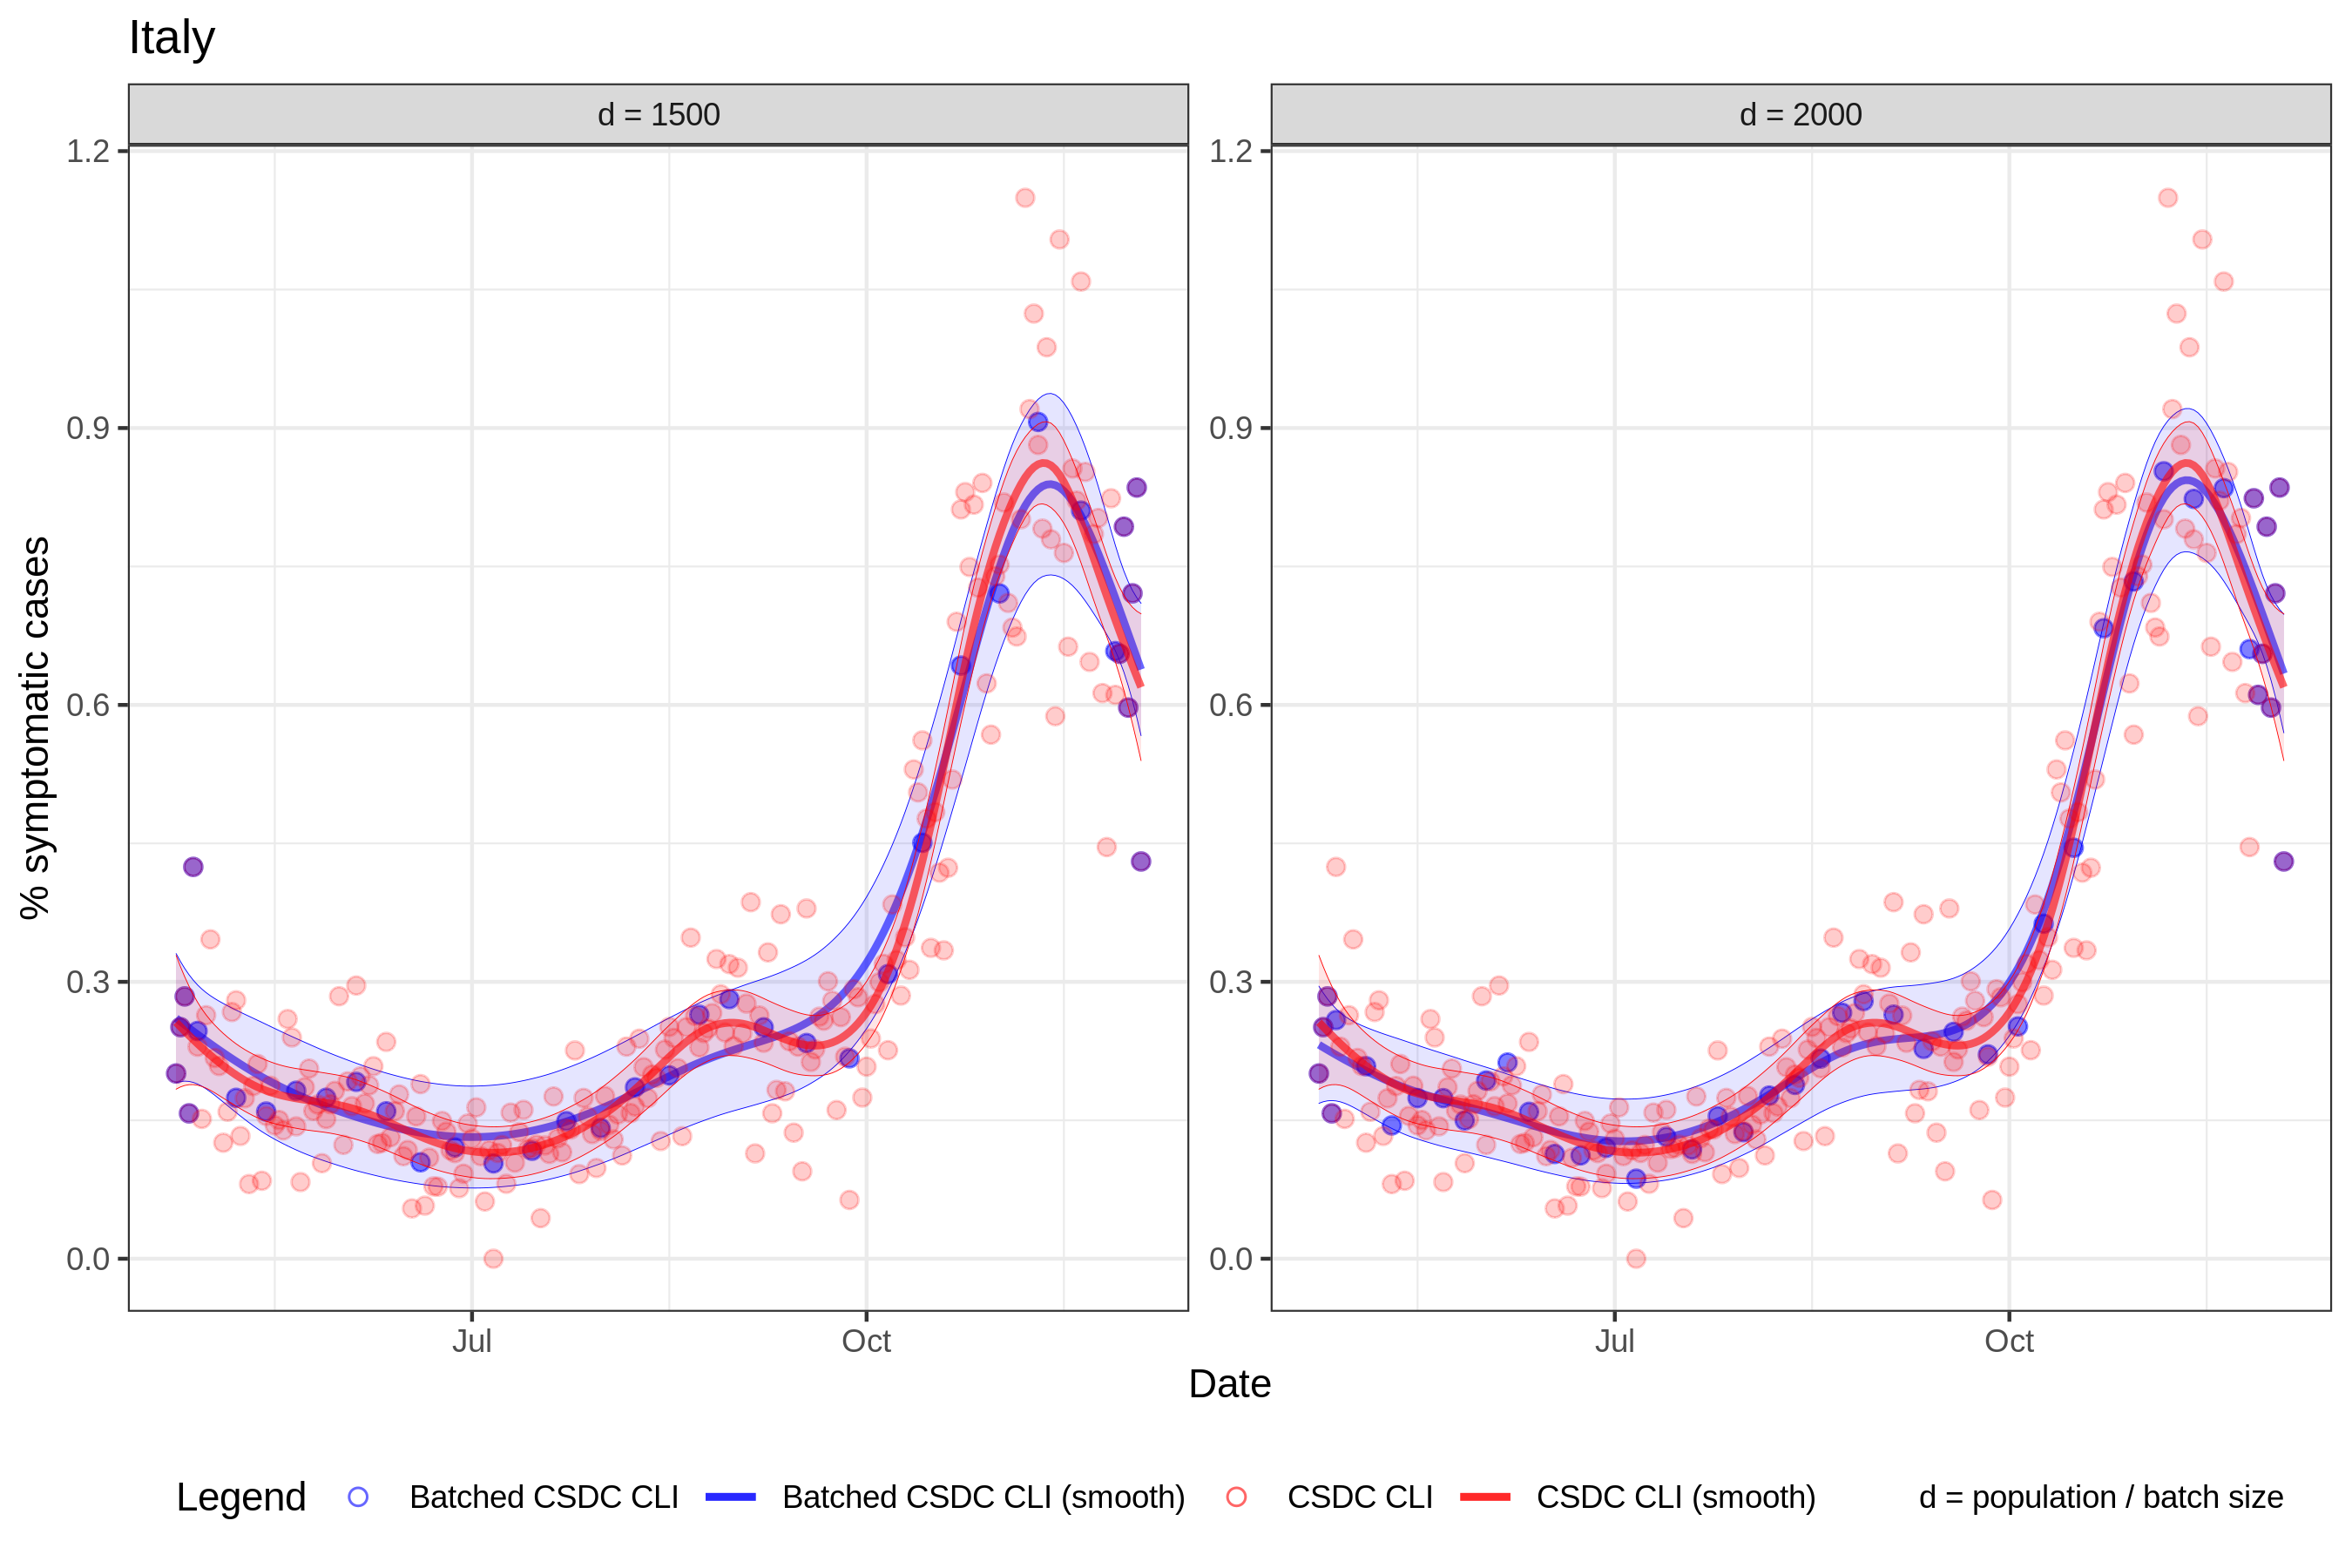 Italy
d = 1500
d = 2000
1.2
0.9
0.6
0.3
0.0
1.2
0.9
0.6
0.3
0.0
% symptomatic cases
Jul
Oct
Jul
Oct
Date
Legend
Batched CSDC CLI
Batched CSDC CLI (smooth)
CSDC CLI
CSDC CLI (smooth)
d = population / batch size